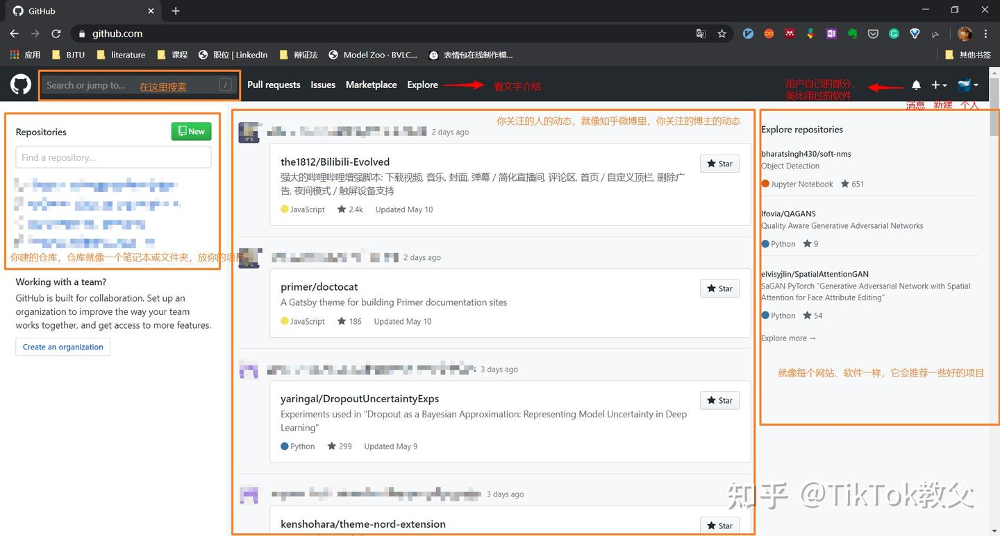 GitHub
github.com
应用
BJTU
literature
课程
职位 | LinkedIn
辩证法
Model Zoo · BVLC...
表情包在线制作模...
其他书签
Search or jump to...
在这里搜索
/
Pull requests
Issues
Marketplace
Explore
看文字介绍
用户自己的部分，
类比用过的软件
消息
新建
个人
Repositories
New
Find a repository...
你建的仓库，仓库就像一个笔记本或文件夹，放你的项目
Working with a team?
GitHub is built for collaboration. Set up an
organization to improve the way your team
works together, and get access to more features.
Create an organization
你关注的人的动态，就像知乎微博里，你关注的博主的动态
2 days ago
the1812/Bilibili-Evolved
Star
强大的哔哩哔哩增强脚本: 下载视频, 音乐, 封面, 弹幕 / 简化直播间, 评论区, 首页 / 自定义顶栏, 删除广
告, 夜间模式 / 触屏设备支持
JavaScript
2.4k
Updated May 10
2 days ago
primer/doctocat
Star
A Gatsby theme for building Primer documentation sites
JavaScript
186
Updated May 10
3 days ago
yaringal/DropoutUncertaintyExps
Star
Experiments used in "Dropout as a Bayesian Approximation: Representing Model Uncertainty in Deep
Learning"
Python
299
Updated May 9
3 days ago
kenshohara/theme-nord-extension
Star
Explore repositories
bharatsingh430/soft-nms
Object Detection
Jupyter Notebook
651
lfovia/QAGANS
Quality Aware Generative Adversarial Networks
Python
9
elvisyjlin/SpatialAttentionGAN
SaGAN PyTorch "Generative Adversarial Network with Spatial
Attention for Face Attribute Editing"
Python
54
Explore more →
就像每个网站、软件一样，它会推荐一些好的项目
知乎 @TikTok教父